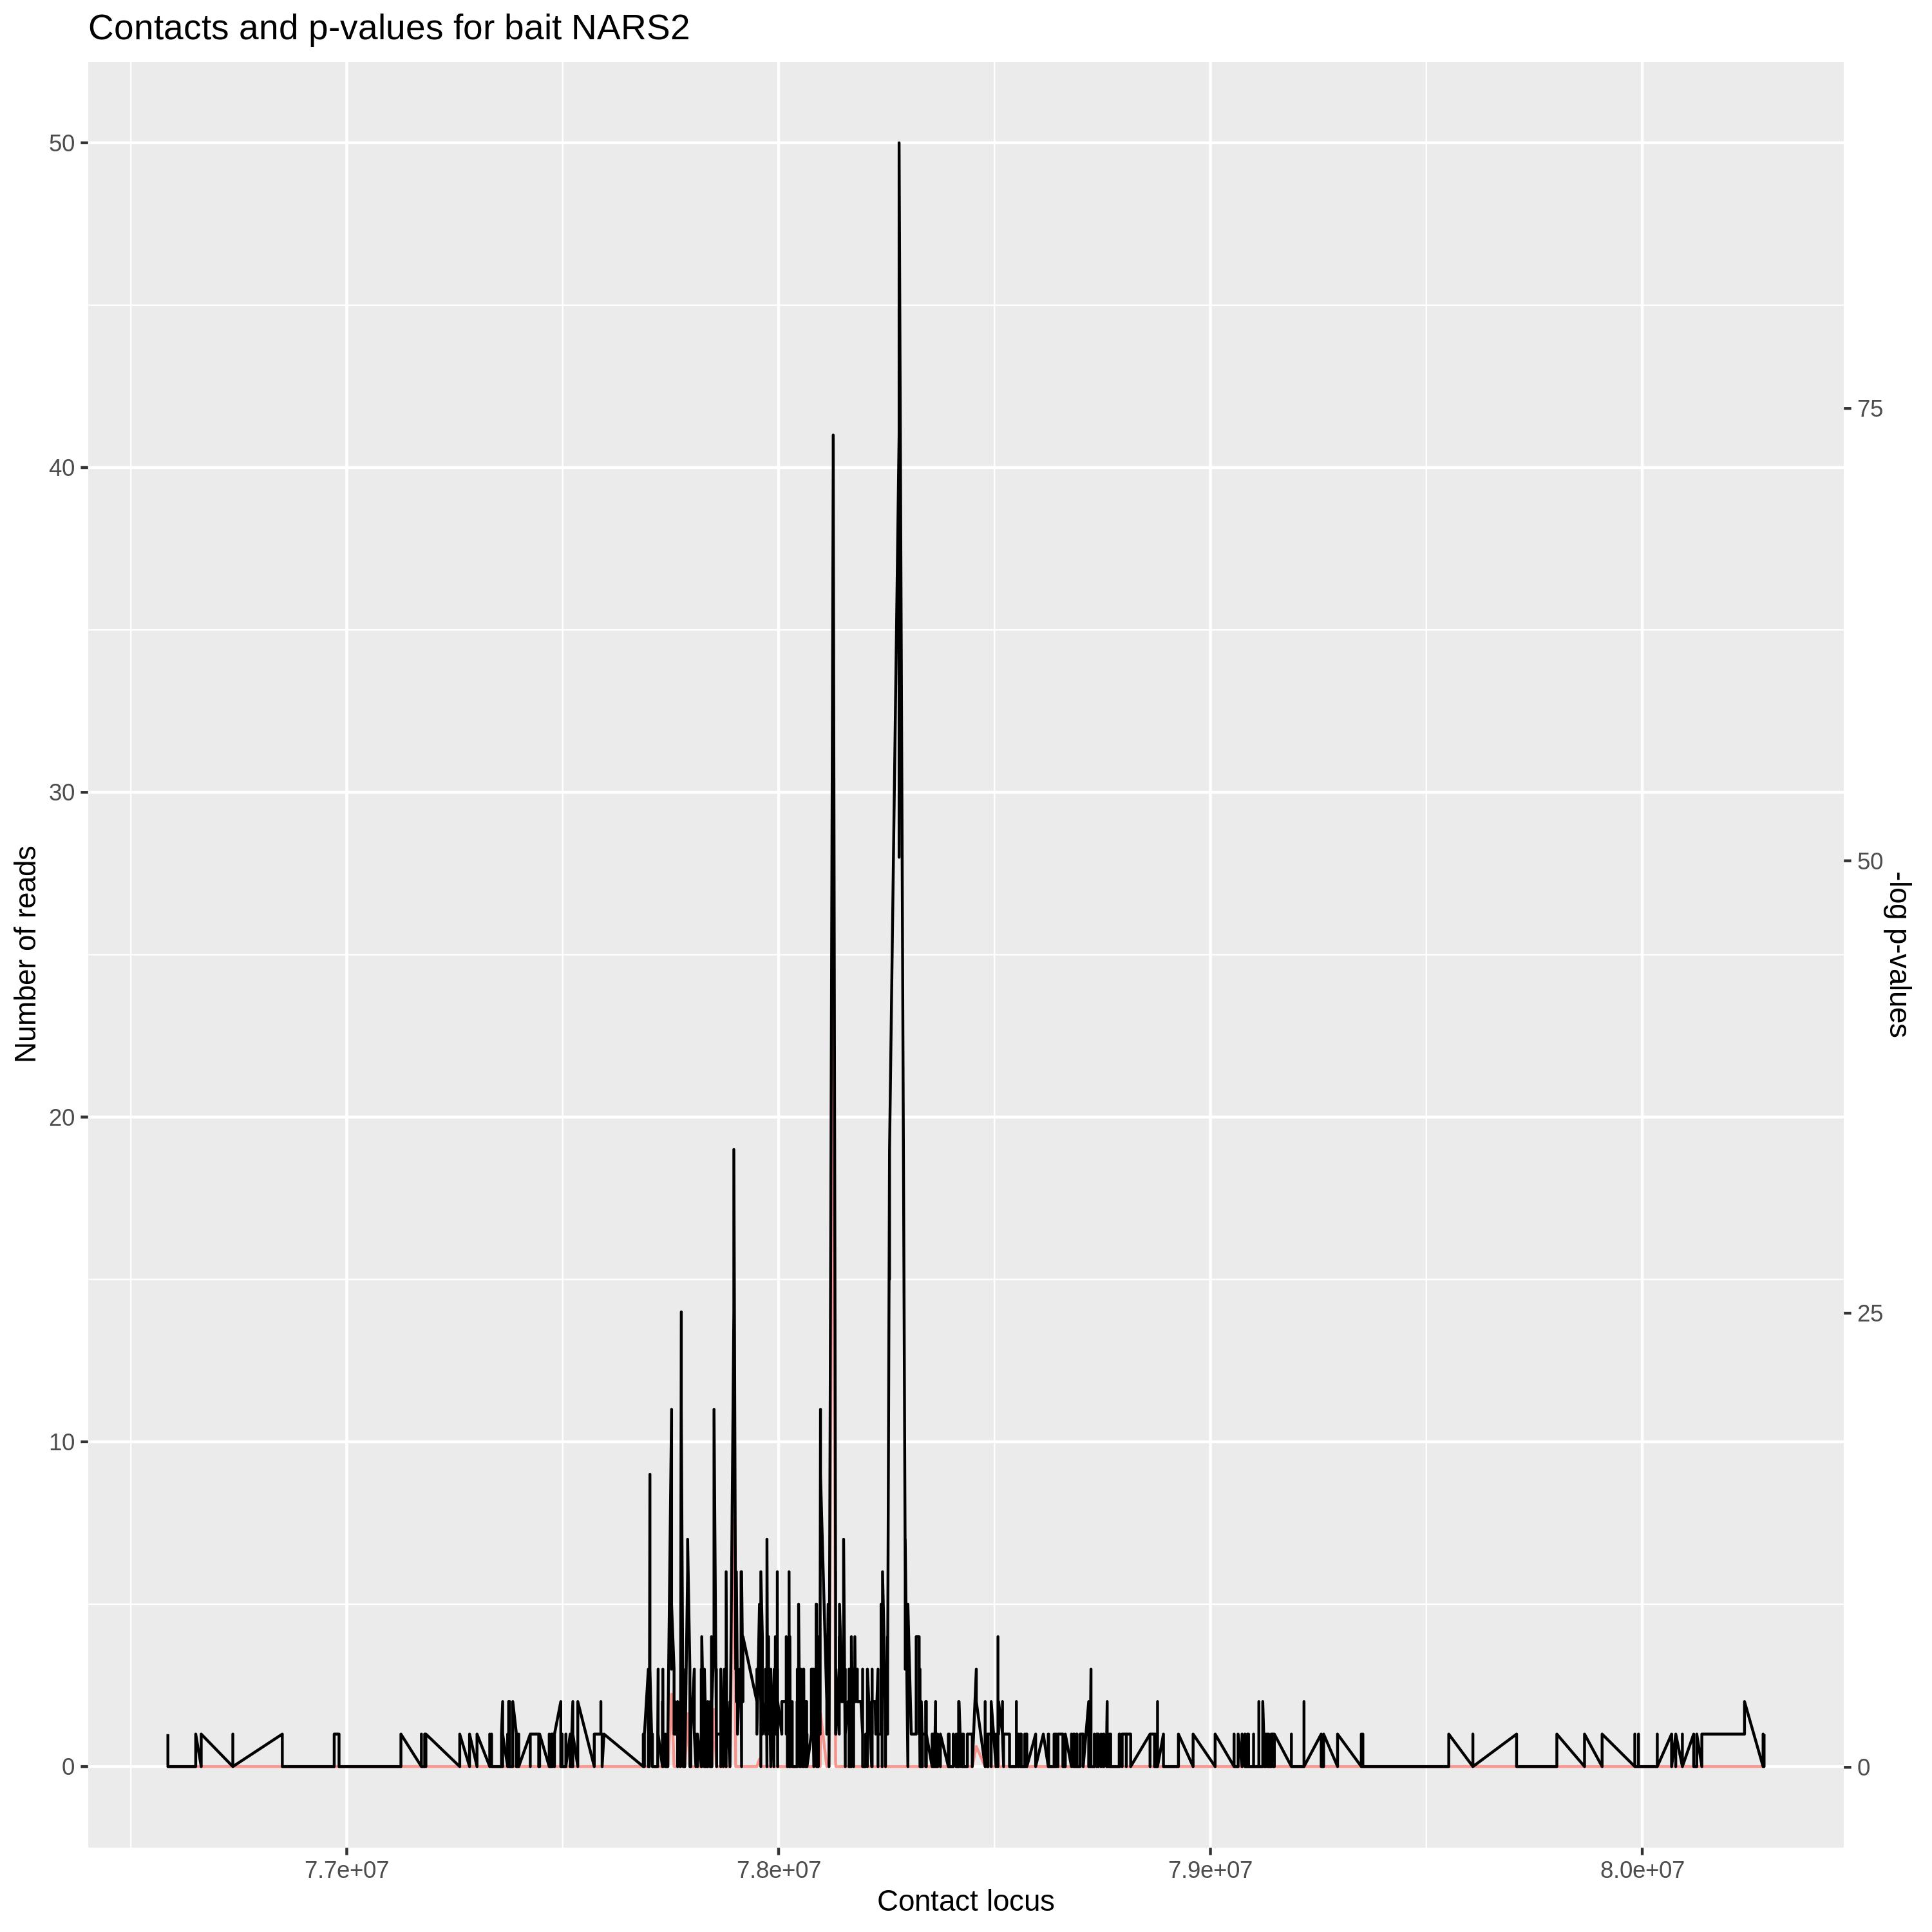 Contacts and p-values for bait NARS2
50
40
30
20
10
0
Number of reads
75
50
25
0
-log p-values
7.7e+07
7.8e+07
7.9e+07
8.0e+07
Contact locus